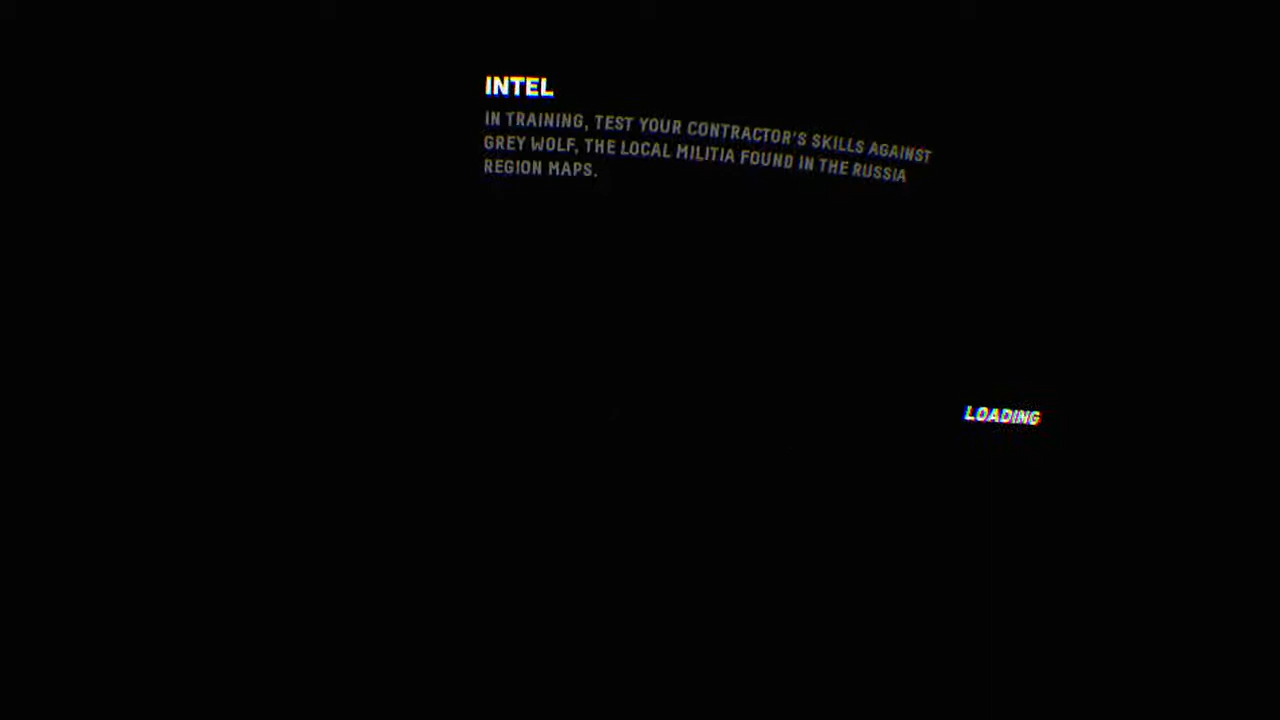 INTEL
IN TRAINING, TEST YOUR CONTRACTOR'S SKILLS AGAINST
GREY WOLF, THE LOCAL MILITIA FOUND IN THE RUSSIA
REGION MAPS.
LOADING